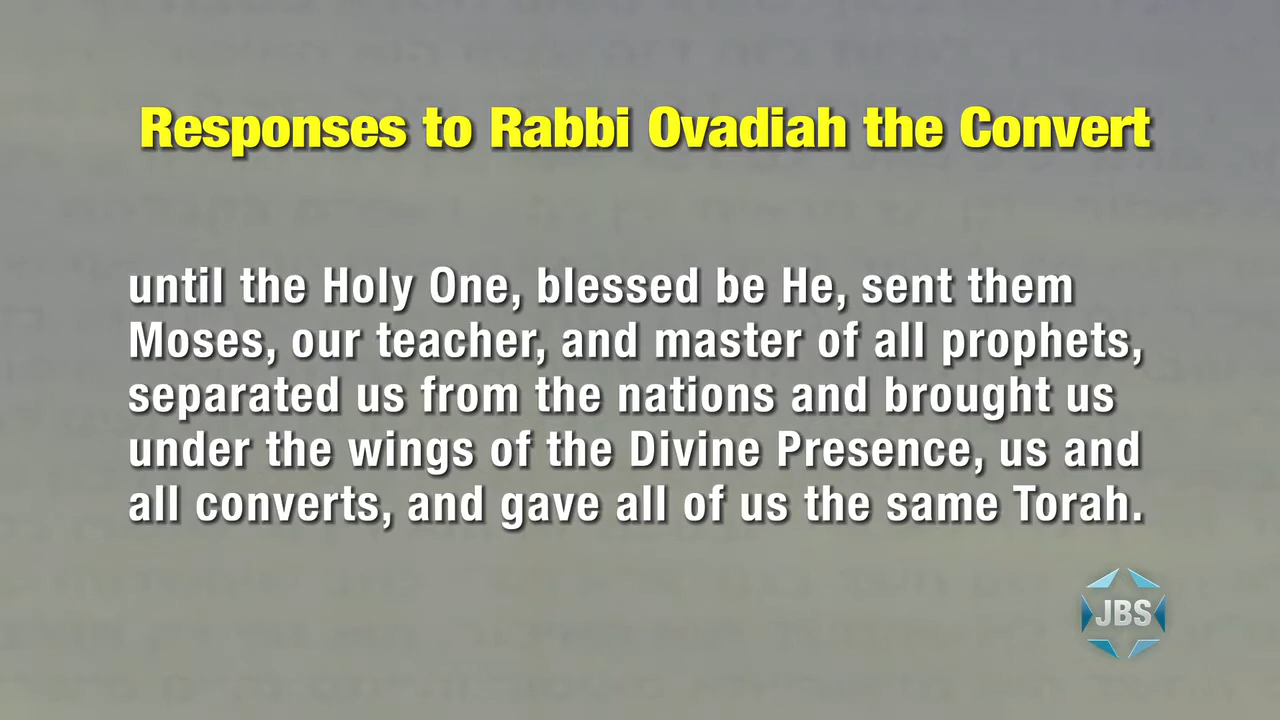 Responses to Rabbi Ovadiah the Convert
until the Holy One, blessed be He, sent them
Moses, our teacher, and master of all prophets,
separated us from the nations and brought us
under the wings of the Divine Presence, us and
all converts, and gave all of us the same Torah.
JBS